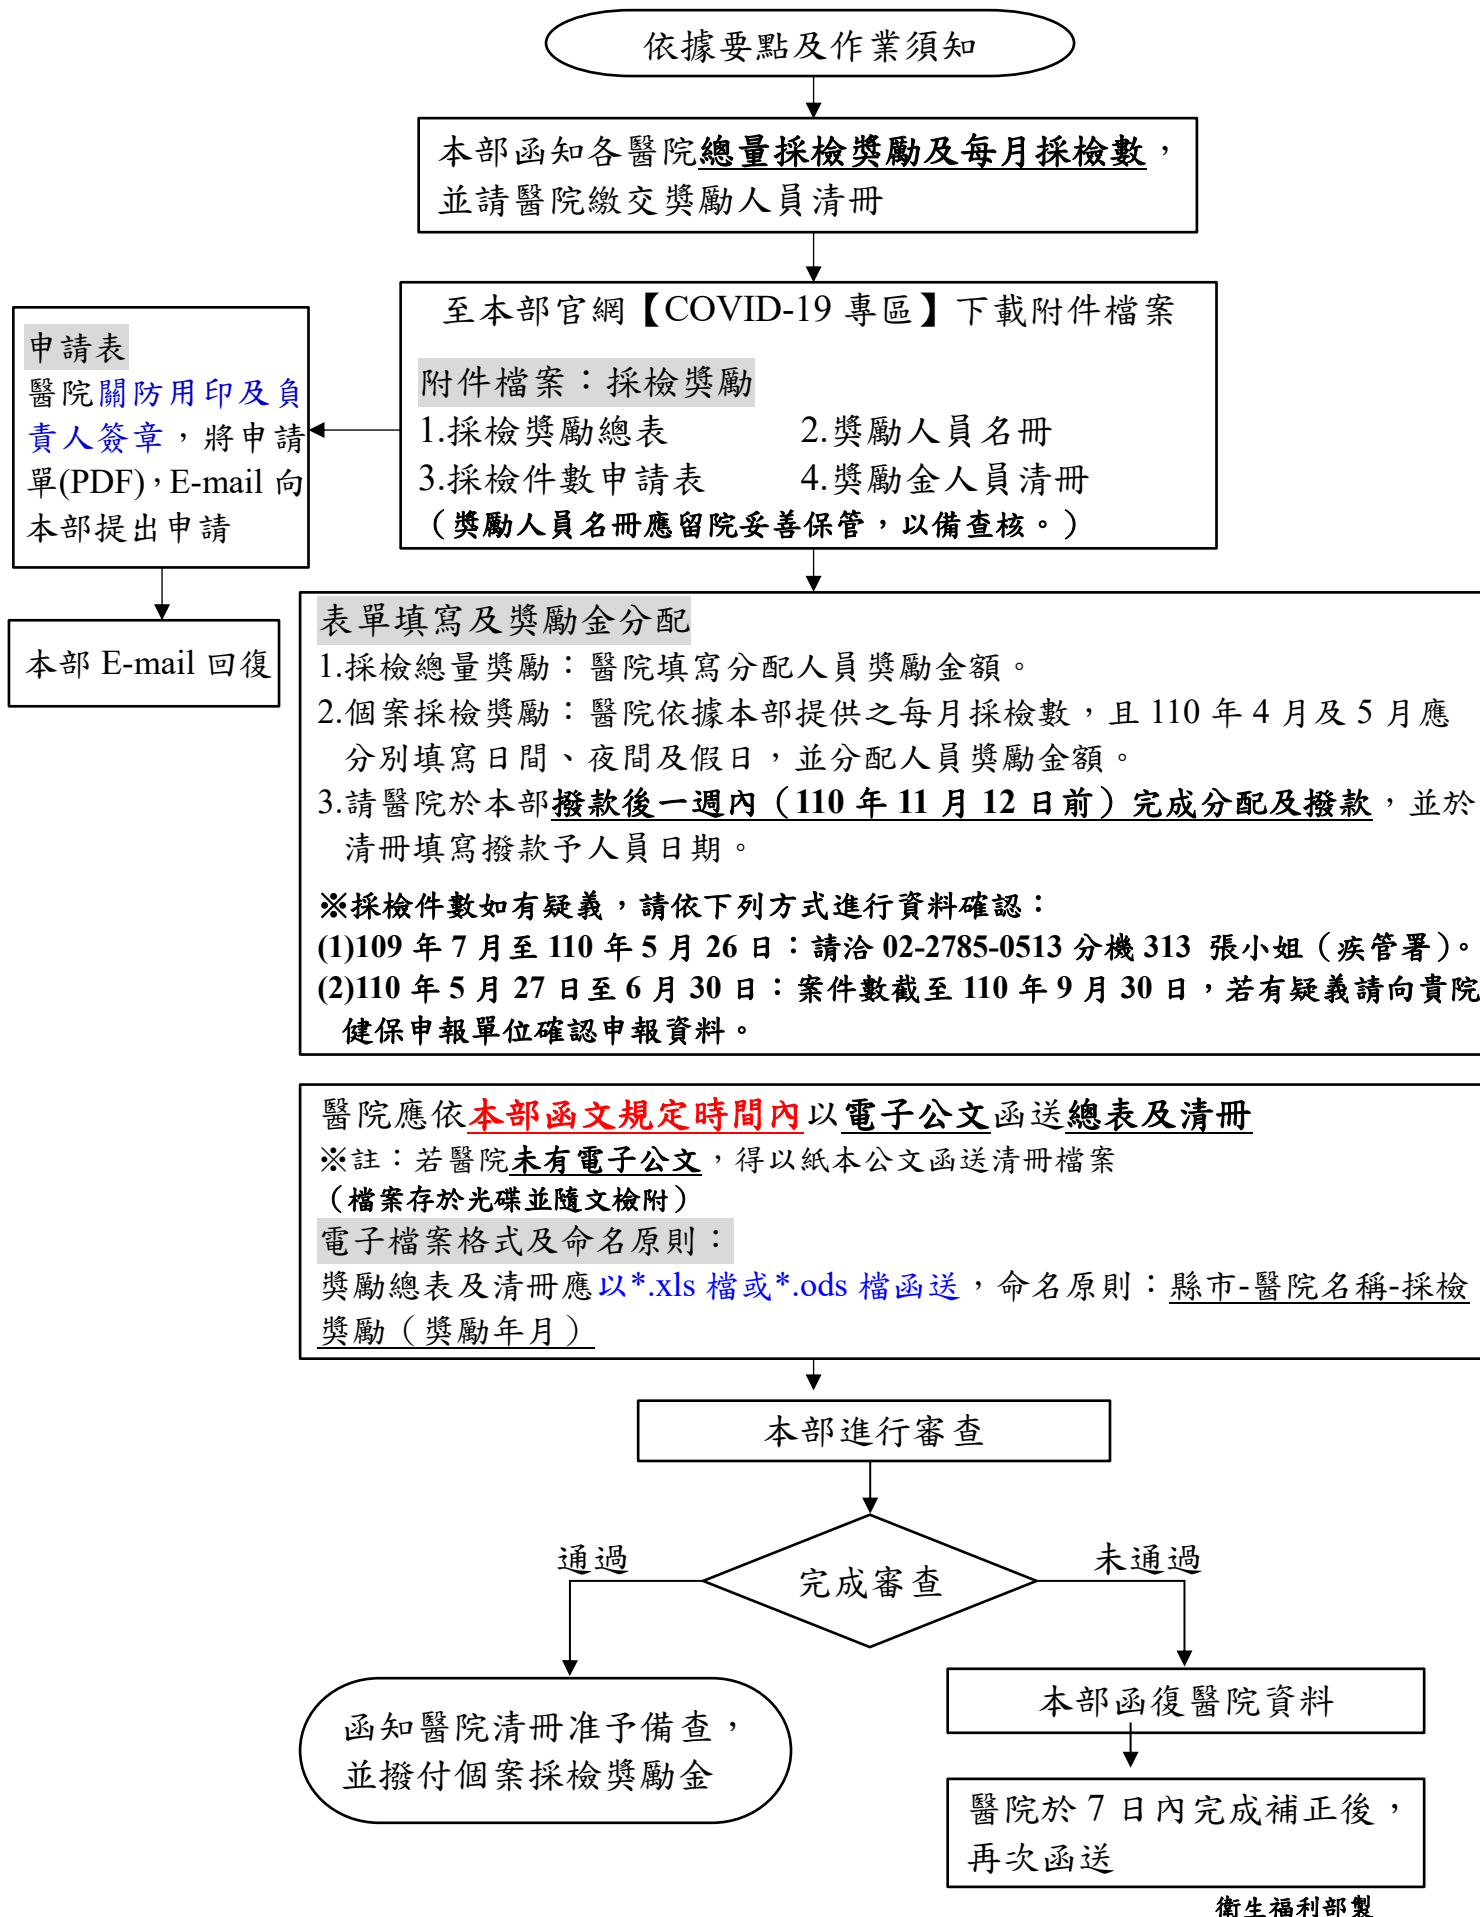 依據要點及作業須知
本部函知各醫院總量採檢獎勵及每月採檢數，
並請醫院繳交獎勵人員清冊
至本部官網【COVID-19 專區】下載附件檔案
附件檔案：採檢獎勵
1.採檢獎勵總表 2.獎勵人員名冊
3.採檢件數申請表 4.獎勵金人員清冊
（獎勵人員名冊應留院妥善保管，以備查核。）
申請表
醫院關防用印及負
責人簽章，將申請
單(PDF)，E-mail 向
本部提出申請
本部 E-mail 回復
表單填寫及獎勵金分配
1.採檢總量獎勵：醫院填寫分配人員獎勵金額。
2.個案採檢獎勵：醫院依據本部提供之每月採檢數，且 110 年 4 月及 5 月應
分別填寫日間、夜間及假日，並分配人員獎勵金額。
3.請醫院於本部撥款後一週內（110 年 11 月 12 日前）完成分配及撥款，並於
清冊填寫撥款予人員日期。
※採檢件數如有疑義，請依下列方式進行資料確認：
(1)109 年 7 月至 110 年 5 月 26 日：請洽 02-2785-0513 分機 313 張小姐（疾管署）。
(2)110 年 5 月 27 日至 6 月 30 日：案件數截至 110 年 9 月 30 日，若有疑義請向貴院
健保申報單位確認申報資料。
醫院應依本部函文規定時間內以電子公文函送總表及清冊
※註：若醫院未有電子公文，得以紙本公文函送清冊檔案
（檔案存於光碟並隨文檢附）
電子檔案格式及命名原則：
獎勵總表及清冊應以*.xls 檔或*.ods 檔函送，命名原則：縣市-醫院名稱-採檢
獎勵（獎勵年月）
本部進行審查
完成審查
通過
未通過
函知醫院清冊准予備查，
並撥付個案採檢獎勵金
本部函復醫院資料
醫院於 7 日內完成補正後，
再次函送
衛生福利部製